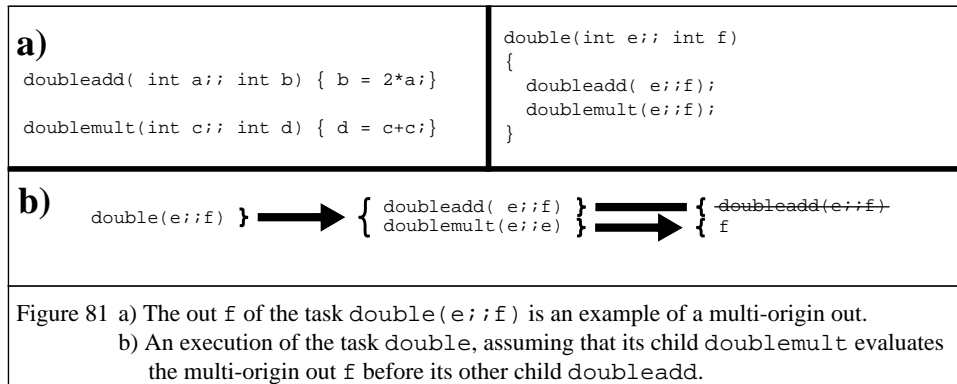 a)
doubleadd( int a;; int b) { b = 2*a;}
doublemult(int c;; int d) { d = c+c;}
double(int e;; int f)
{
doubleadd( e;;f);
doublemult(e;;f);
}
b)
double(e;;f) } { doubleadd( e;;f) } { doubleadd(e;;f)
doublemult(e;;e) } { f
Figure 81 a) The out f of the task double(e;;f) is an example of a multi-origin out.
b) An execution of the task double, assuming that its child doublemult evaluates
the multi-origin out f before its other child doubleadd.